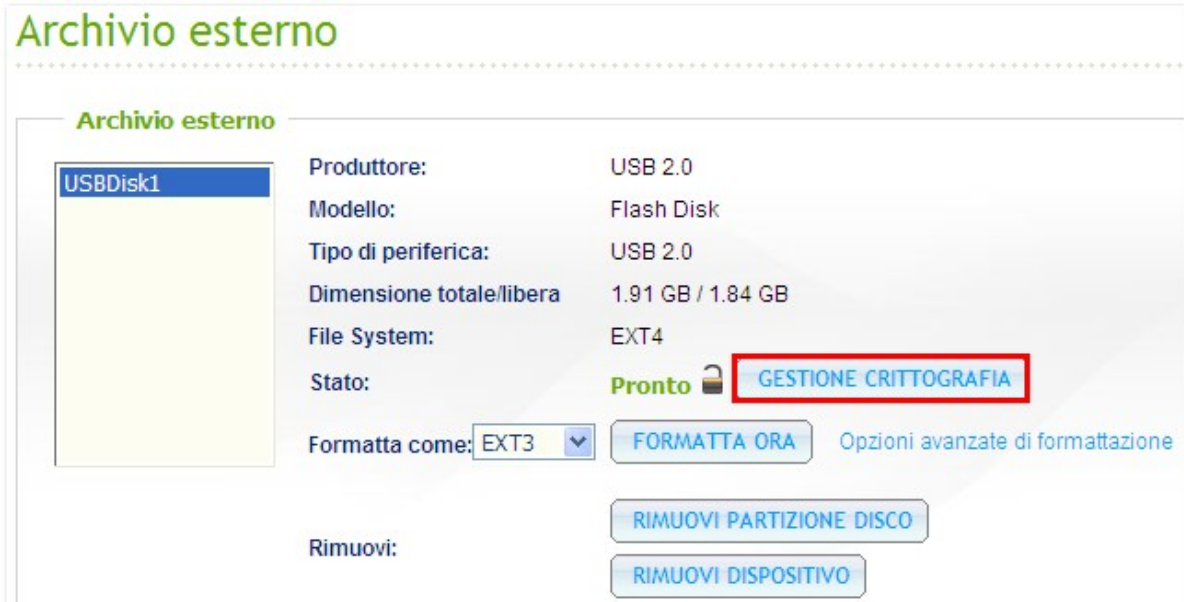 Archivio esterno
Archivio esterno
USBDisk1
Produttore: USB 2.0
Modello: Flash Disk
Tipo di periferica: USB 2.0
Dimensione totale/libera 1.91 GB / 1.84 GB
File System: EXT4
Stato: Pronto GESTIONE CRITTOGRAFIA
Formatta come: EXT3 FORMATTA ORA Opzioni avanzate di formattazione
RIMUOVI PARTIZIONE DISCO
Rimuovi:
RIMUOVI DISPOSITIVO